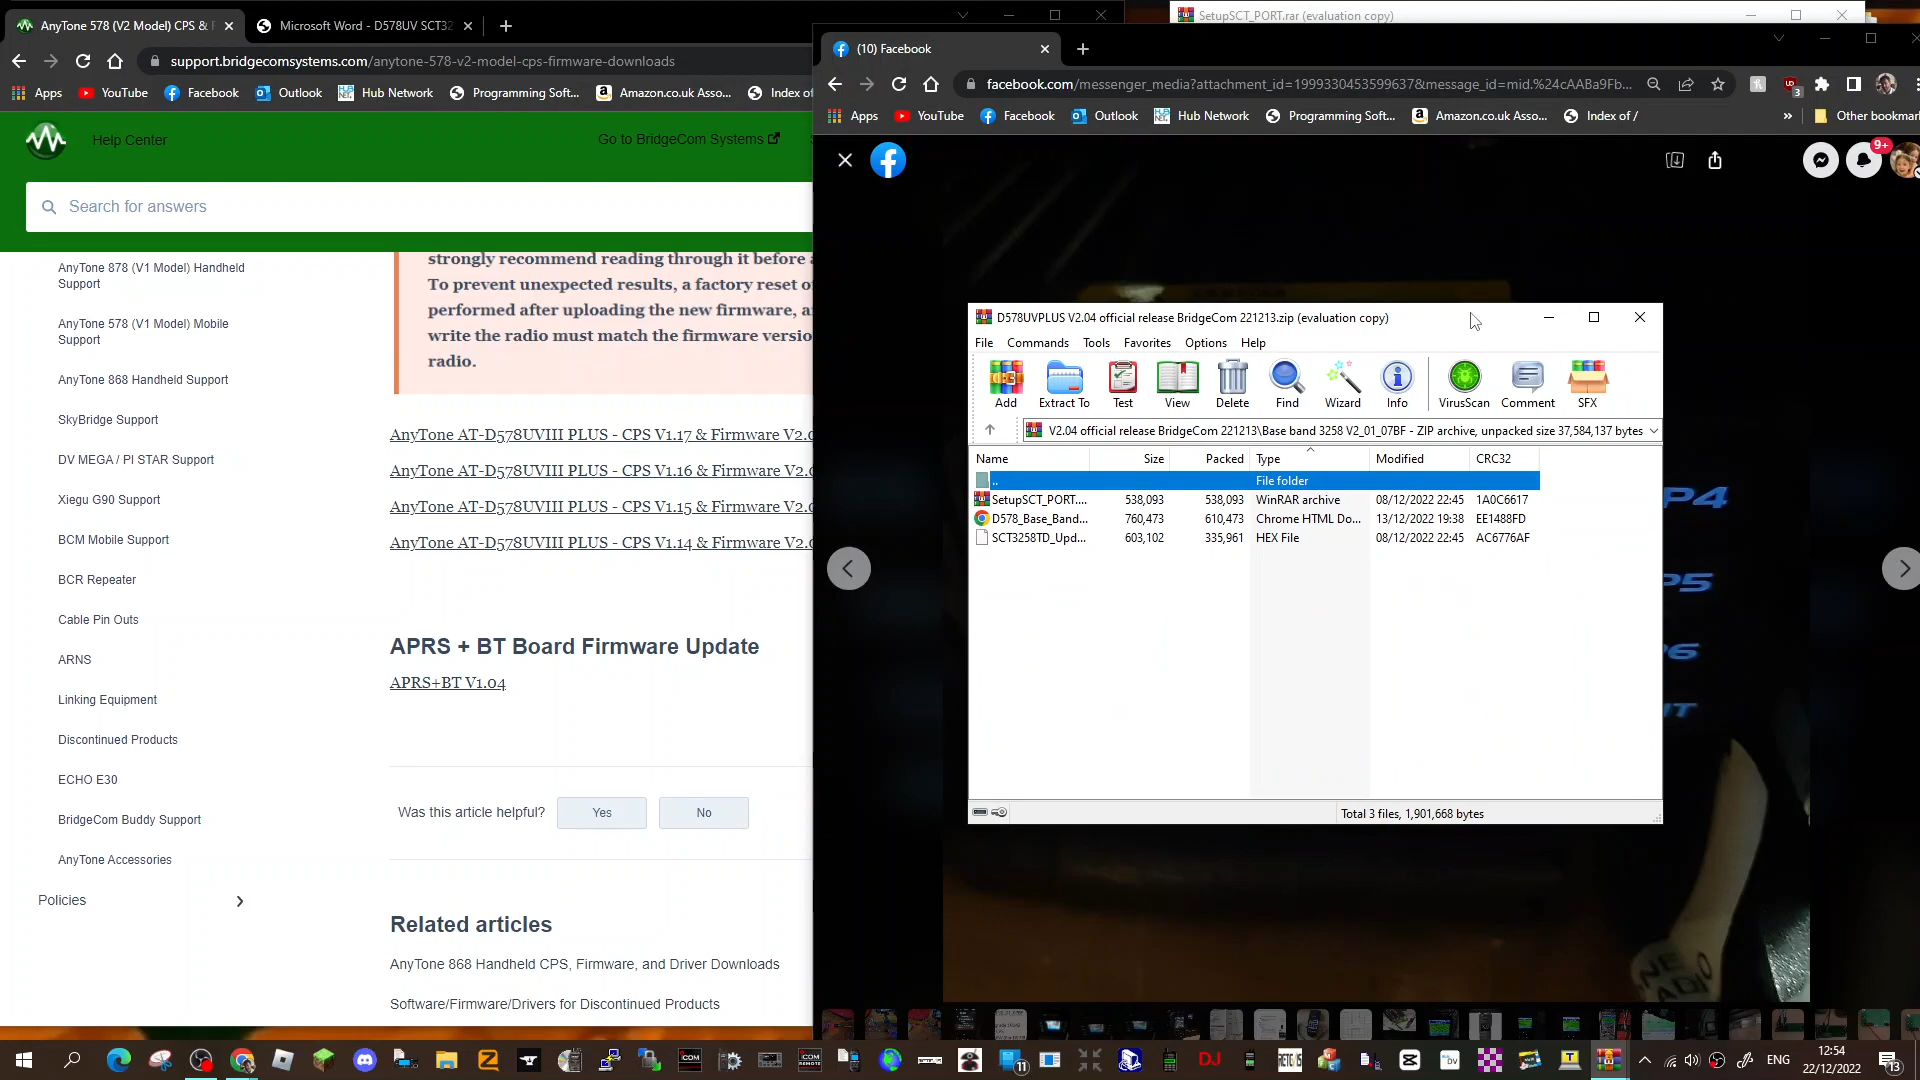 AnyTone 578 (V2 Model) CPS &
Microsoft Word - D578UV SCT32
SetupSCT_PORT.rar (evaluation copy)
(10) Facebook
support.bridgecomsystems.com/anytone-578-v2-model-cps-firmware-downloads
facebook.com/messenger_media?attachment_id=1999330453599637&message_id=mid.%24cAABa9Fb...
Apps YouTube Facebook Outlook Hub Network Programming Soft... Amazon.co.uk Asso... Index of
Apps YouTube Facebook Outlook Hub Network Programming Soft... Amazon.co.uk Asso... Index of / » Other bookmar
Help Center
Go to BridgeCom Systems
9+
Search for answers
AnyTone 878 (V1 Model) Handheld
Support
AnyTone 578 (V1 Model) Mobile
Support
AnyTone 868 Handheld Support
SkyBridge Support
DV MEGA / PI STAR Support
Xiegu G90 Support
BCM Mobile Support
BCR Repeater
Cable Pin Outs
ARNS
Linking Equipment
Discontinued Products
ECHO E30
BridgeCom Buddy Support
AnyTone Accessories
Policies
strongly recommend reading through it before
To prevent unexpected results, a factory reset
performed after uploading the new firmware,
write the radio must match the firmware versio
radio.
AnyTone AT-D578UVIII PLUS - CPS V1.17 & Firmware V2.0
AnyTone AT-D578UVIII PLUS - CPS V1.16 & Firmware V2.0
AnyTone AT-D578UVIII PLUS - CPS V1.15 & Firmware V2.0
AnyTone AT-D578UVIII PLUS - CPS V1.14 & Firmware V2.0
APRS + BT Board Firmware Update
APRS+BT V1.04
Was this article helpful? Yes No
Related articles
AnyTone 868 Handheld CPS, Firmware, and Driver Downloads
Software/Firmware/Drivers for Discontinued Products
D578UVPLUS V2.04 official release BridgeCom 221213.zip (evaluation copy)
File Commands Tools Favorites Options Help
Add Extract To Test View Delete Find Wizard Info VirusScan Comment SFX
V2.04 official release BridgeCom 221213\Base band 3258 V2_01_07BF - ZIP archive, unpacked size 37,584,137 bytes
Name Size Packed Type Modified CRC32
.. File folder
SetupSCT_PORT.... 538,093 538,093 WinRAR archive 08/12/2022 22:45 1A0C6617
D578_Base_Band... 760,473 610,473 Chrome HTML Do... 13/12/2022 19:38 EE1488FD
SCT3258TD_Upd... 603,102 335,961 HEX File 08/12/2022 22:45 AC6776AF
Total 3 files, 1,901,668 bytes
P4
P5
ENG
12:54
22/12/2022